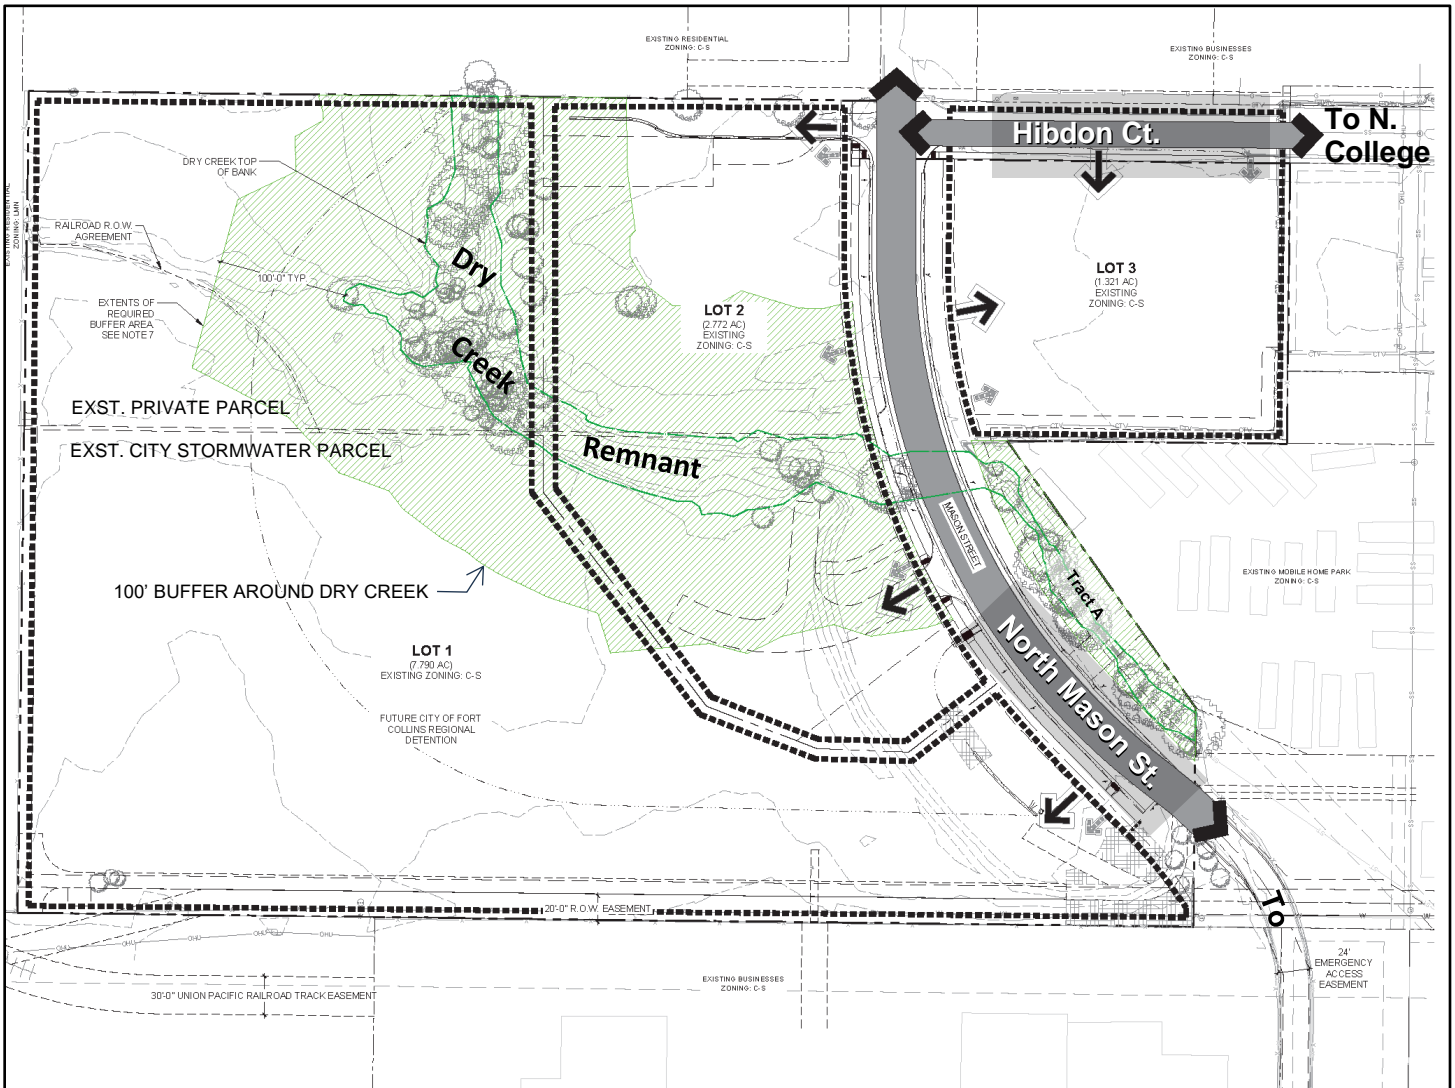 EXISTING RESIDENTIAL
ZONING: C-S
EXISTING BUSINESSES
ZONING: C-S
Hibdon Ct.
To N.
College
DRY CREEK TOP
OF BANK
EXISTING RESIDENTIAL
ZONING: LMN
RAILROAD R.O.W.
AGREEMENT
100'-0" TYP.
EXTENTS OF
REQUIRED
BUFFER AREA.
SEE NOTE 7
Dry
Creek
Remnant
LOT 2
(2.772 AC)
EXISTING
ZONING: C-S
LOT 3
(1.321 AC)
EXISTING
ZONING: C-S
EXST. PRIVATE PARCEL
EXST. CITY STORMWATER PARCEL
MASON STREET
Tract A
EXISTING MOBILE HOME PARK
ZONING: C-S
100' BUFFER AROUND DRY CREEK
North Mason St.
LOT 1
(7.790 AC)
EXISTING ZONING: C-S
FUTURE CITY OF FORT
COLLINS REGIONAL
DETENTION
20'-0" R.O.W. EASEMENT
To
24'
EMERGENCY
ACCESS
EASEMENT
EXISTING BUSINESSES
ZONING: C-S
30'-0" UNION PACIFIC RAILROAD TRACK EASEMENT